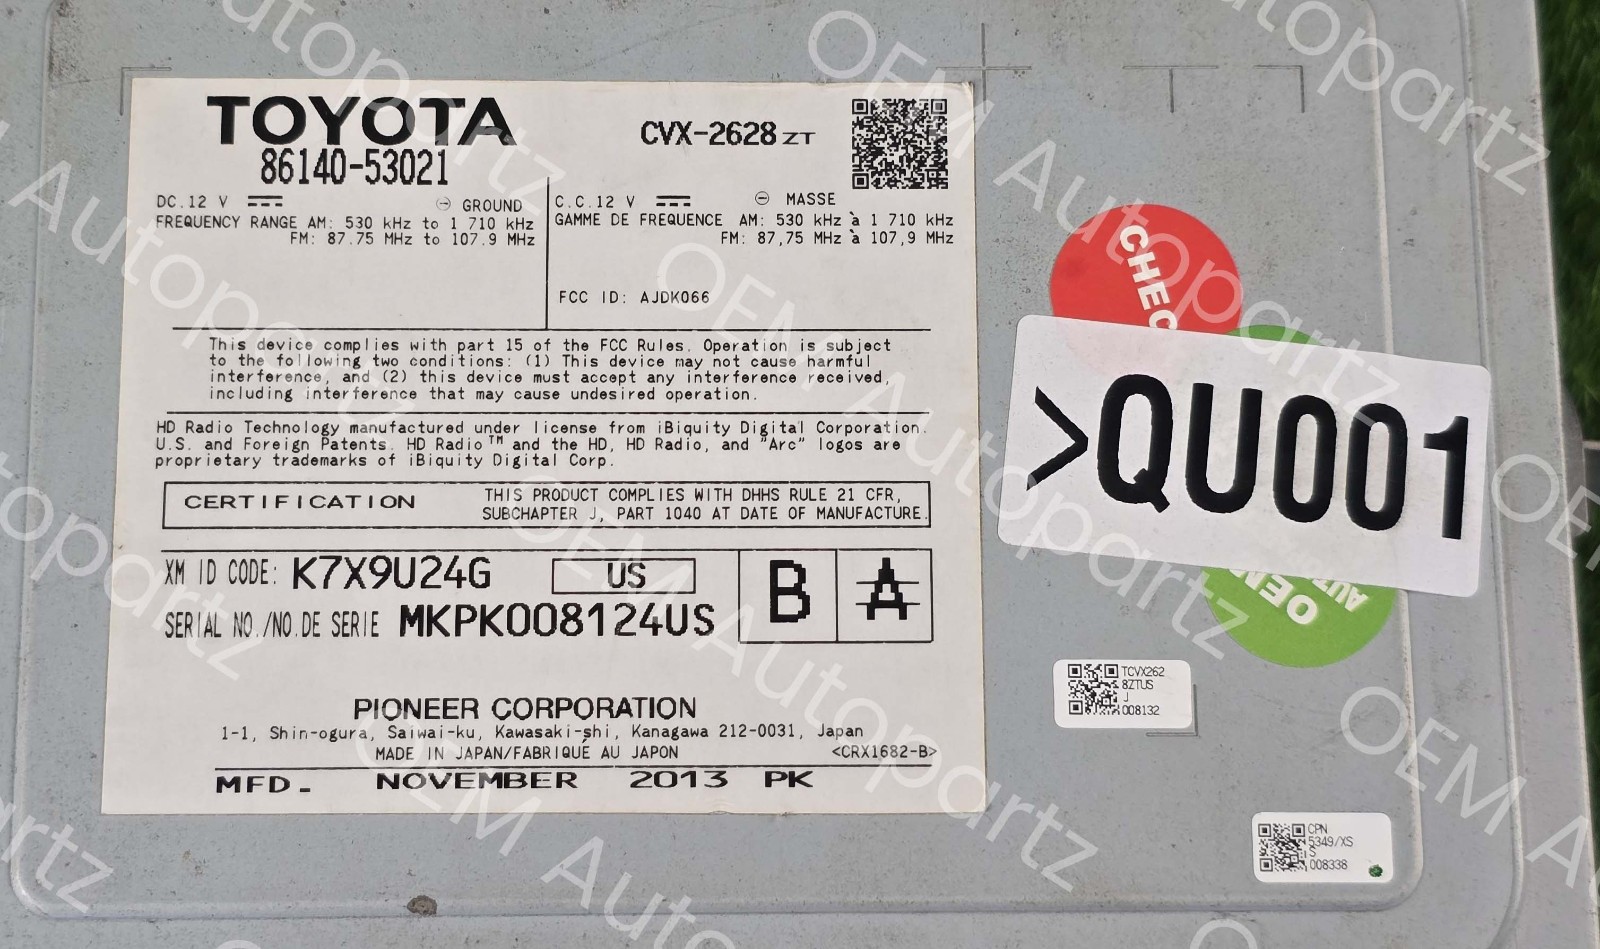 TOYOTA
86140-53021
CVX-2628 ZT
DC.12 V ⊖ GROUND
FREQUENCY RANGE AM: 530 kHz to 1 710 kHz
FM: 87.75 MHz to 107.9 MHz
C.C.12 V ⊖ MASSE
GAMME DE FREQUENCE AM: 530 kHz à 1 710 kHz
FM: 87,75 MHz à 107,9 MHz
FCC ID: AJDK066
This device complies with part 15 of the FCC Rules. Operation is subject
to the following two conditions: (1) This device may not cause harmful
interference, and (2) this device must accept any interference received,
including interference that may cause undesired operation.
HD Radio Technology manufactured under license from iBiquity Digital Corporation.
U.S. and Foreign Patents. HD Radio™ and the HD, HD Radio, and "Arc" logos are
proprietary trademarks of iBiquity Digital Corp.
CERTIFICATION
THIS PRODUCT COMPLIES WITH DHHS RULE 21 CFR,
SUBCHAPTER J, PART 1040 AT DATE OF MANUFACTURE.
XM ID CODE: K7X9U24G US
SERIAL NO./NO.DE SERIE MKPK008124US
B A
PIONEER CORPORATION
1-1, Shin-ogura, Saiwai-ku, Kawasaki-shi, Kanagawa 212-0031, Japan
MADE IN JAPAN/FABRIQUÉ AU JAPON <CRX1682-B>
MFD. NOVEMBER 2013 PK
CHEC
>QU001
OEM
AUT
TCVX262
8ZTUS
J
008132
CPN
5349/XS
S
008338
OEM Autopartz
OEM Autopartz
OEM Autopartz
OEM Autopartz